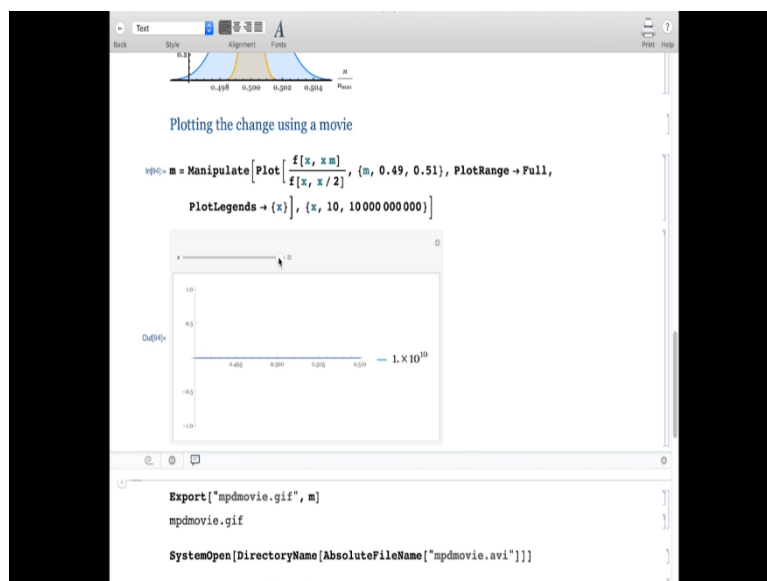 Text
Back Style Alignment Fonts Print Help
0.498 0.500 0.502 0.504
Plotting the change using a movie
In[94]:= m = Manipulate[Plot[f[x, x m] / f[x, x / 2], {m, 0.49, 0.51}, PlotRange → Full,
PlotLegends → {x}], {x, 10, 10 000 000 000}]
1.0
0.5
Out[94]=
0.495 0.500 0.505 0.510
1. × 10^10
-0.5
-1.0
Export["mpdmovie.gif", m]
mpdmovie.gif
SystemOpen[DirectoryName[AbsoluteFileName["mpdmovie.avi"]]]